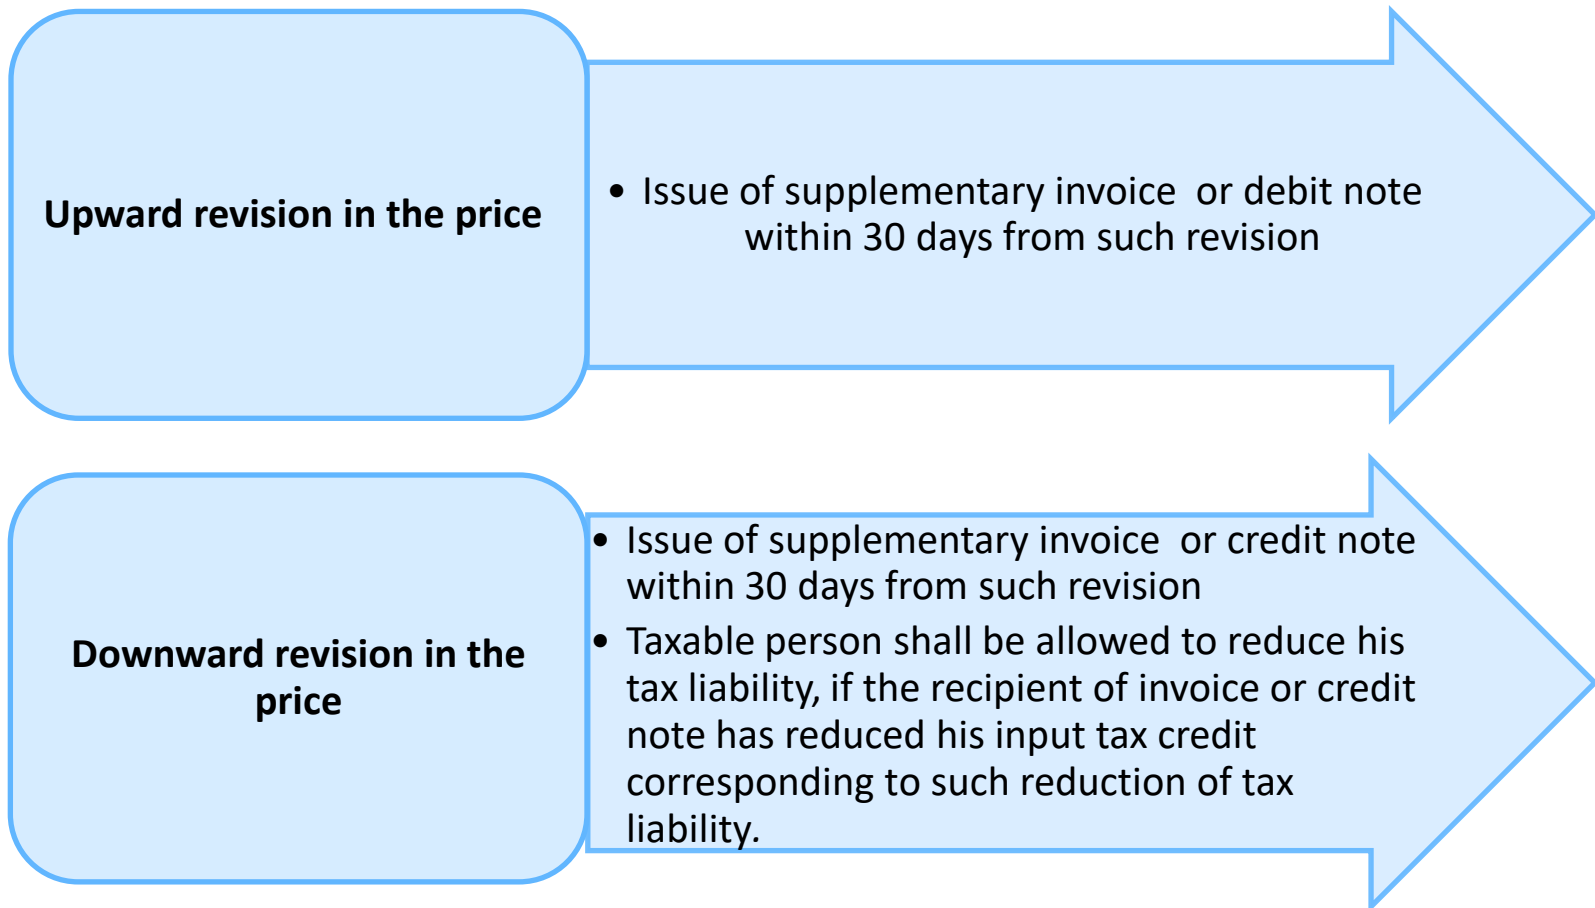 Upward revision in the price
• Issue of supplementary invoice  or debit note
within 30 days from such revision
Downward revision in the
price
• Issue of supplementary invoice  or credit note
within 30 days from such revision
• Taxable person shall be allowed to reduce his
tax liability, if the recipient of invoice or credit
note has reduced his input tax credit
corresponding to such reduction of tax
liability.